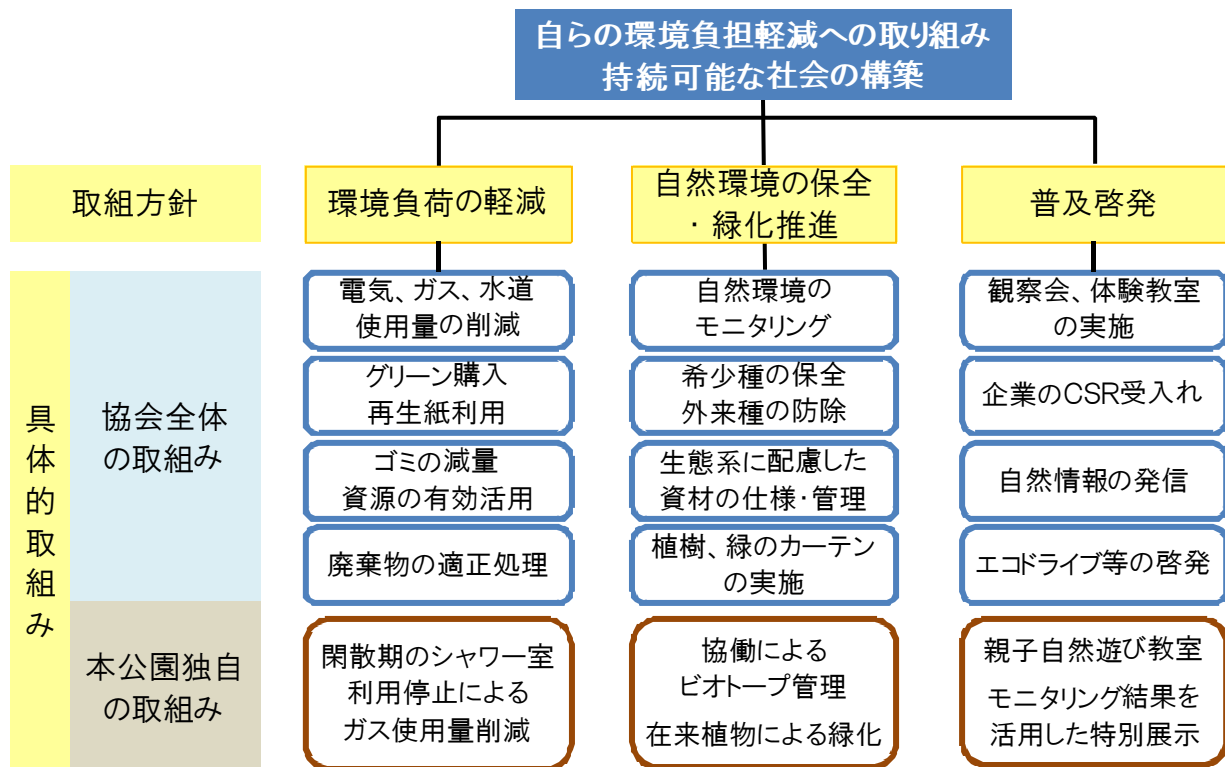 自らの環境負担軽減への取り組み
持続可能な社会の構築
取組方針
環境負荷の軽減
自然環境の保全
・緑化推進
普及啓発
具体的取組み
協会全体
の取組み
電気、ガス、水道
使用量の削減
グリーン購入
再生紙利用
ゴミの減量
資源の有効活用
廃棄物の適正処理
自然環境の
モニタリング
希少種の保全
外来種の防除
生態系に配慮した
資材の仕様・管理
植樹、緑のカーテン
の実施
観察会、体験教室
の実施
企業のCSR受入れ
自然情報の発信
エコドライブ等の啓発
本公園独自
の取組み
閑散期のシャワー室
利用停止による
ガス使用量削減
協働による
ビオトープ管理
在来植物による緑化
親子自然遊び教室
モニタリング結果を
活用した特別展示